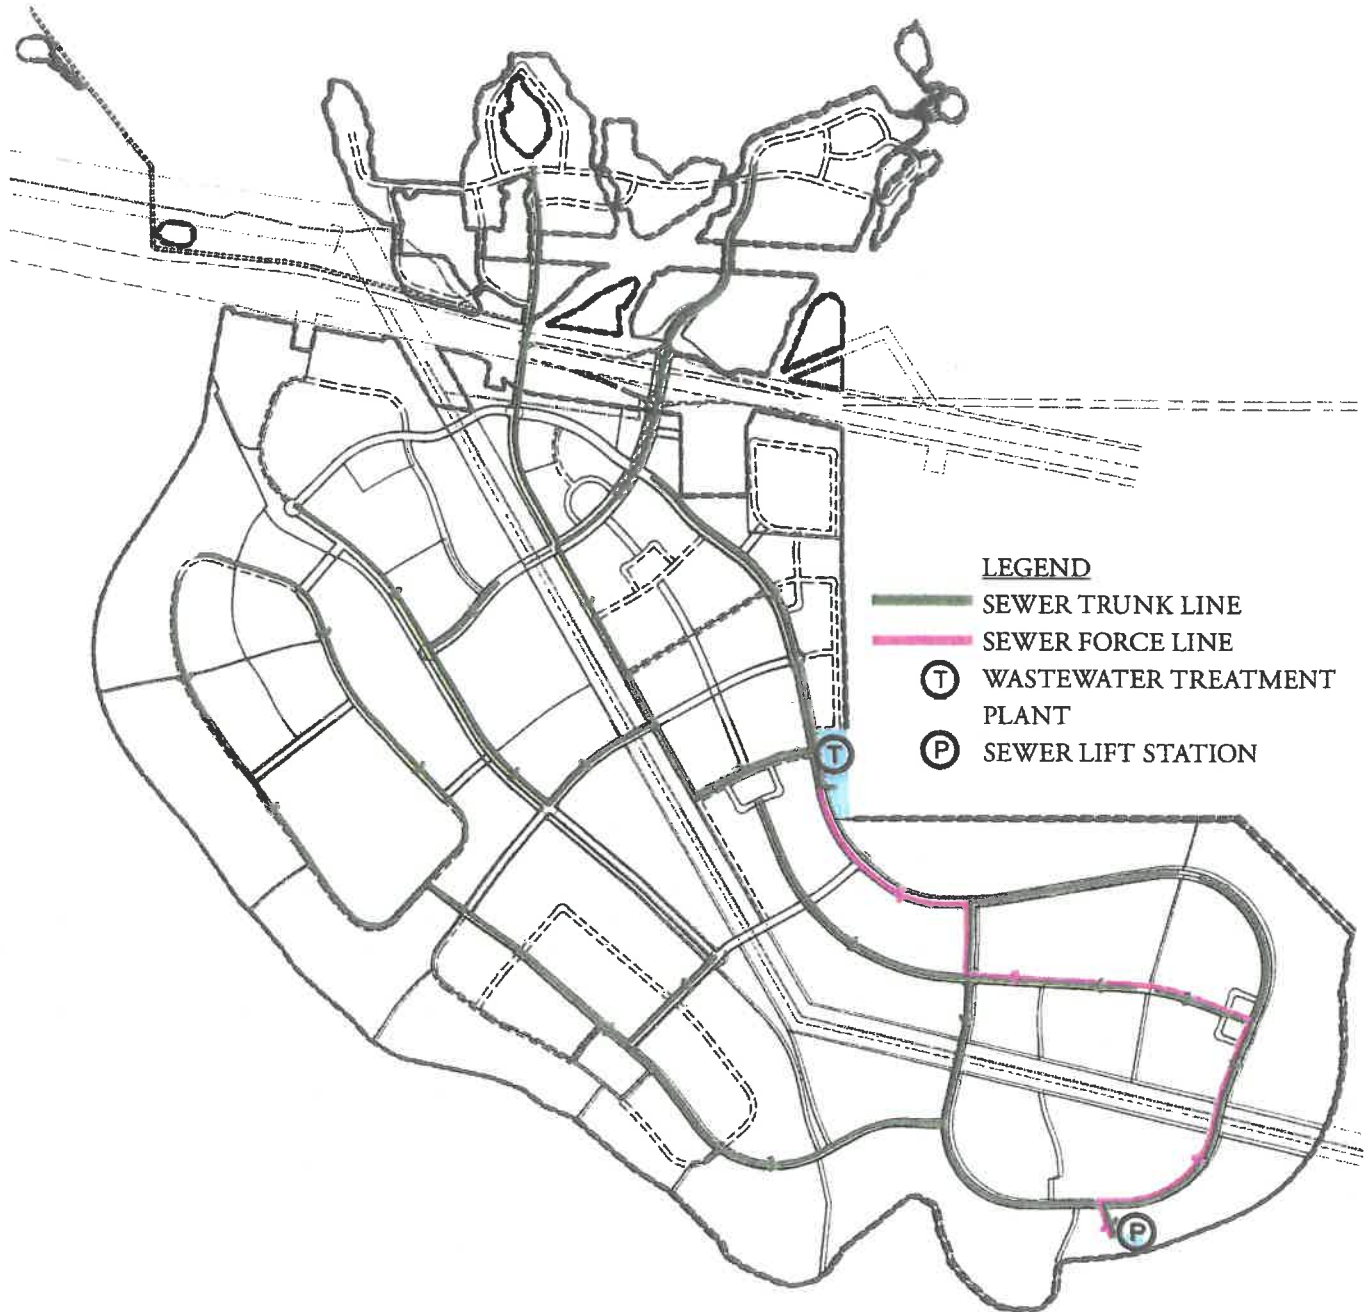 LEGEND
SEWER TRUNK LINE
SEWER FORCE LINE
T WASTEWATER TREATMENT
PLANT
P SEWER LIFT STATION
T
P